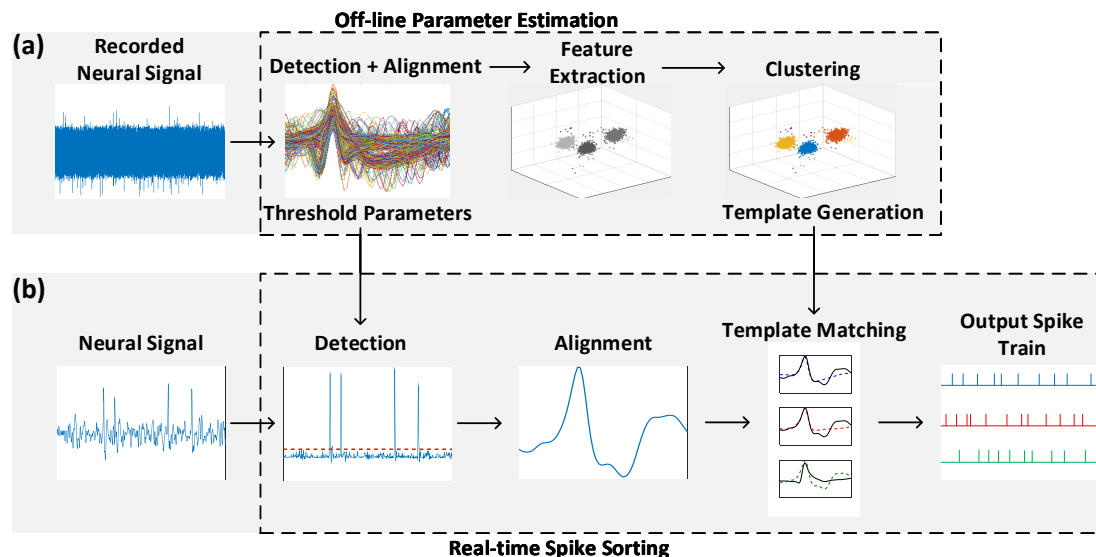 Off-line Parameter Estimation
(a)
Recorded
Neural Signal
Detection + Alignment
Feature
Extraction
Clustering
Threshold Parameters
Template Generation
(b)
Neural Signal
Detection
Alignment
Template Matching
Output Spike
Train
Real-time Spike Sorting